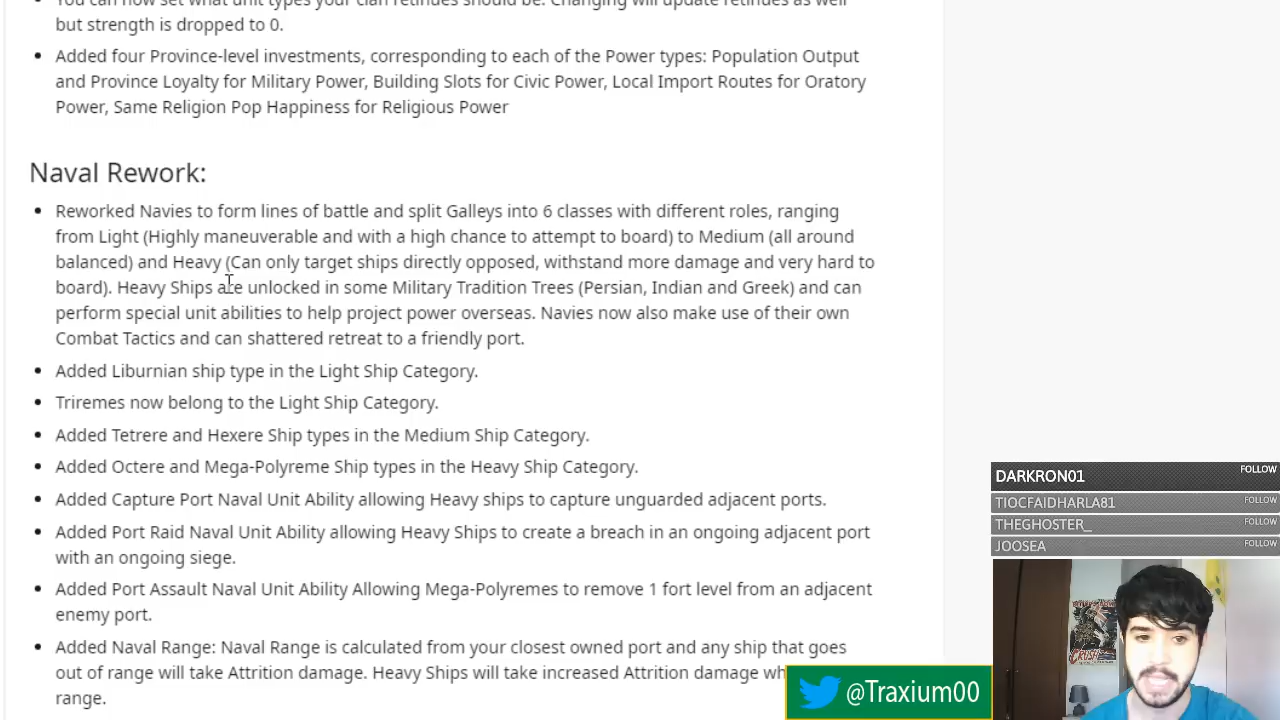 You can now set what unit types your clan retinues should be. Changing will update retinues as well
but strength is dropped to 0.
Added four Province-level investments, corresponding to each of the Power types: Population Output
and Province Loyalty for Military Power, Building Slots for Civic Power, Local Import Routes for Oratory
Power, Same Religion Pop Happiness for Religious Power
Naval Rework:
Reworked Navies to form lines of battle and split Galleys into 6 classes with different roles, ranging
from Light (Highly maneuverable and with a high chance to attempt to board) to Medium (all around
balanced) and Heavy (Can only target ships directly opposed, withstand more damage and very hard to
board). Heavy Ships are unlocked in some Military Tradition Trees (Persian, Indian and Greek) and can
perform special unit abilities to help project power overseas. Navies now also make use of their own
Combat Tactics and can shattered retreat to a friendly port.
Added Liburnian ship type in the Light Ship Category.
Triremes now belong to the Light Ship Category.
Added Tetrere and Hexere Ship types in the Medium Ship Category.
Added Octere and Mega-Polyreme Ship types in the Heavy Ship Category.
Added Capture Port Naval Unit Ability allowing Heavy ships to capture unguarded adjacent ports.
Added Port Raid Naval Unit Ability allowing Heavy Ships to create a breach in an ongoing adjacent port
with an ongoing siege.
Added Port Assault Naval Unit Ability Allowing Mega-Polyremes to remove 1 fort level from an adjacent
enemy port.
Added Naval Range: Naval Range is calculated from your closest owned port and any ship that goes
out of range will take Attrition damage. Heavy Ships will take increased Attrition damage
range.
DARKRON01 FOLLOW
TIOCFAIDHARLA81 FOLLOW
THEGHOSTER_ FOLLOW
JOOSEA FOLLOW
@Traxium00